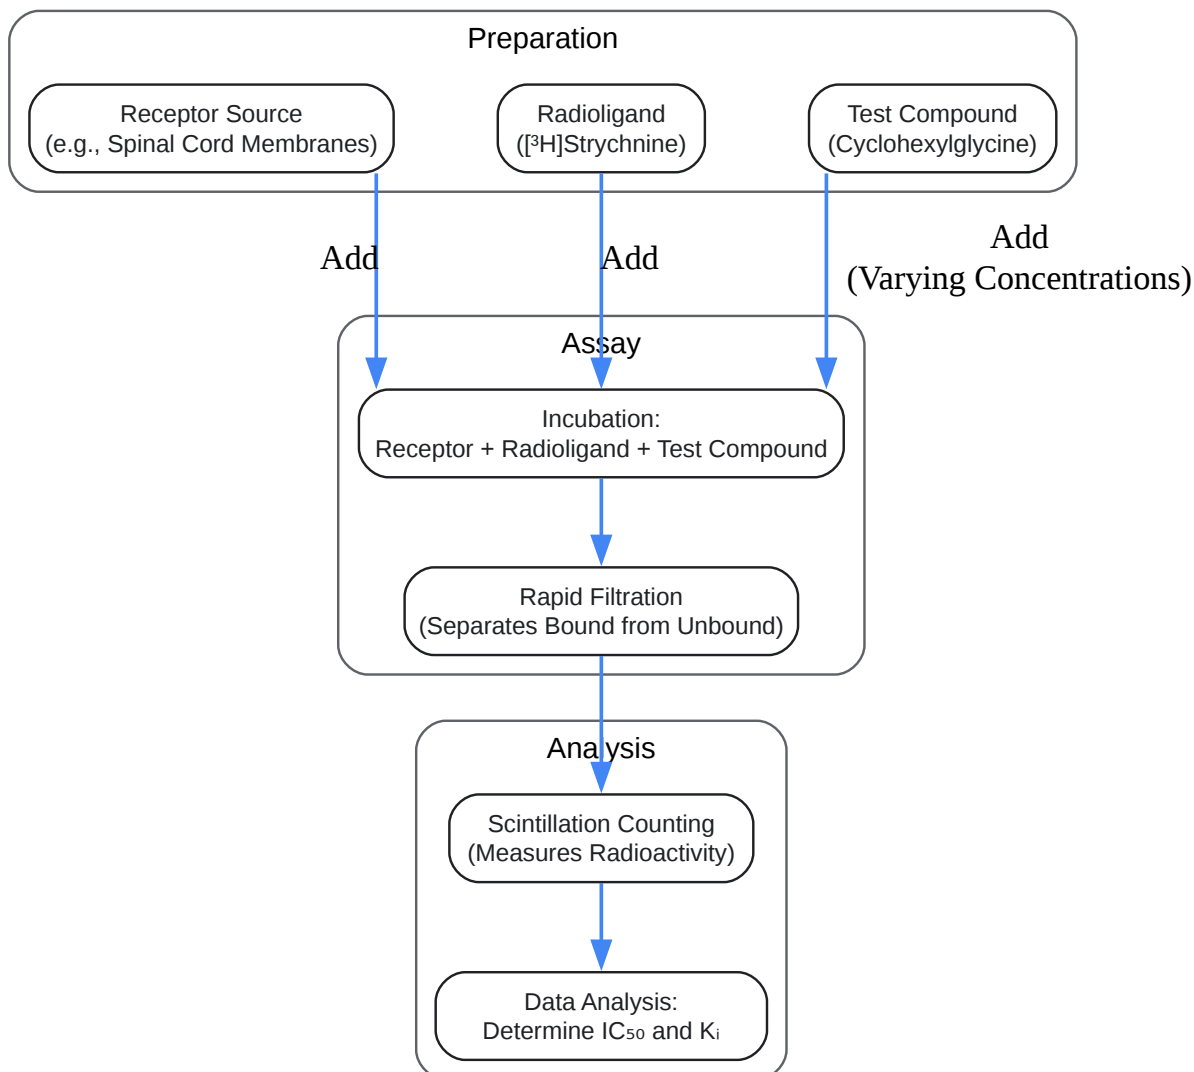 Preparation
Receptor Source
(e.g., Spinal Cord Membranes)
Radioligand
([³H]Strychnine)
Test Compound
(Cyclohexylglycine)
Add
Add
Add
(Varying Concentrations)
Assay
Incubation:
Receptor + Radioligand + Test Compound
Rapid Filtration
(Separates Bound from Unbound)
Analysis
Scintillation Counting
(Measures Radioactivity)
Data Analysis:
Determine IC₅₀ and Kᵢ